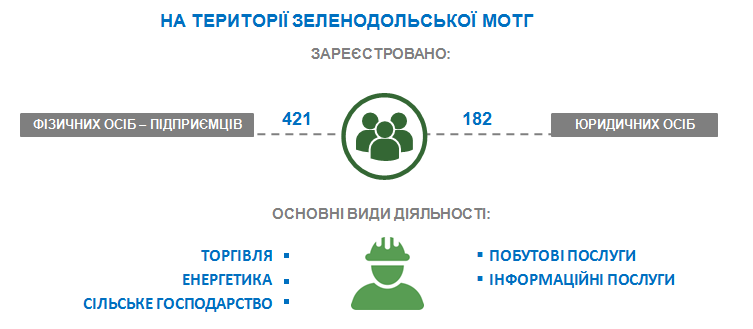 НА ТЕРИТОРІЇ ЗЕЛЕНОДОЛЬСЬКОЇ МОТГ
ЗАРЕЄСТРОВАНО:
ФІЗИЧНИХ ОСІБ – ПІДПРИЄМЦІВ
421
182
ЮРИДИЧНИХ ОСІБ
ОСНОВНІ ВИДИ ДІЯЛЬНОСТІ:
ТОРГІВЛЯ
ЕНЕРГЕТИКА
СІЛЬСЬКЕ ГОСПОДАРСТВО
ПОБУТОВІ ПОСЛУГИ
ІНФОРМАЦІЙНІ ПОСЛУГИ